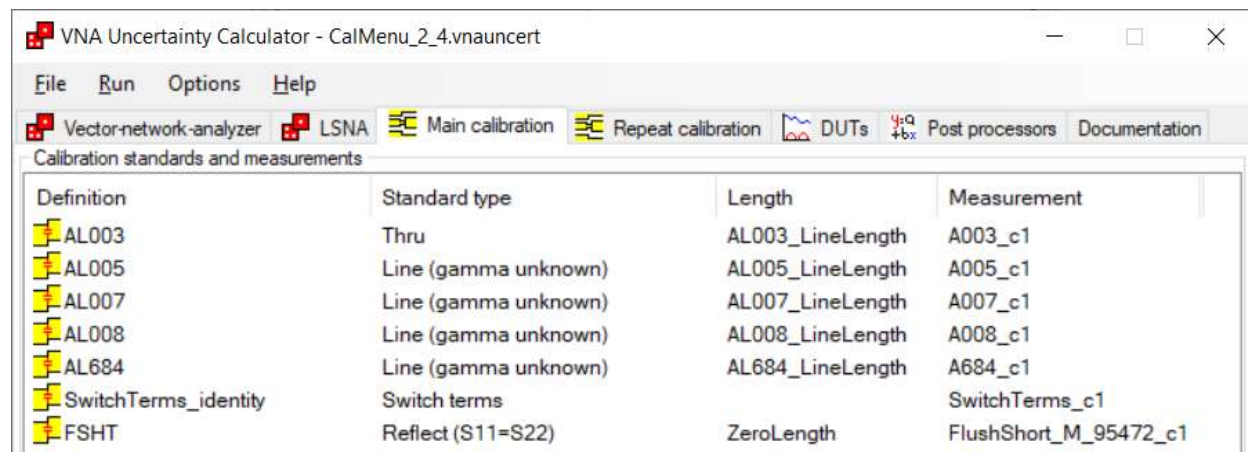 VNA Uncertainty Calculator - CalMenu_2_4.vnauncert
File Run Options Help
Vector-network-analyzer LSNA Main calibration Repeat calibration DUTs y=a+bx Post processors Documentation
Calibration standards and measurements
Definition Standard type Length Measurement
AL003 Thru AL003_LineLength A003_c1
AL005 Line (gamma unknown) AL005_LineLength A005_c1
AL007 Line (gamma unknown) AL007_LineLength A007_c1
AL008 Line (gamma unknown) AL008_LineLength A008_c1
AL684 Line (gamma unknown) AL684_LineLength A684_c1
SwitchTerms_identity Switch terms SwitchTerms_c1
FSHT Reflect (S11=S22) ZeroLength FlushShort_M_95472_c1